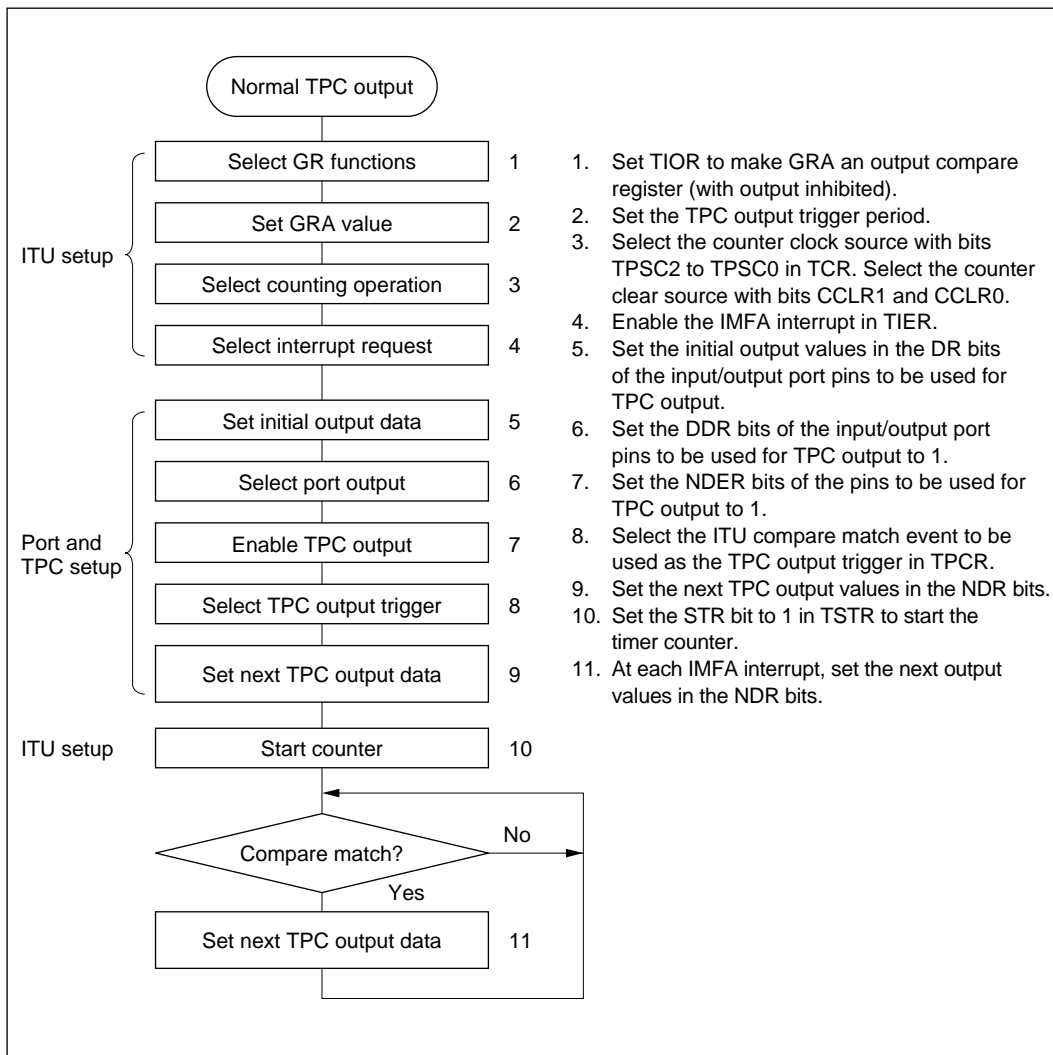 Normal TPC output
ITU setup
Select GR functions 1
Set GRA value 2
Select counting operation 3
Select interrupt request 4
Port and
TPC setup
Set initial output data 5
Select port output 6
Enable TPC output 7
Select TPC output trigger 8
Set next TPC output data 9
ITU setup
Start counter 10
Compare match?
No
Yes
Set next TPC output data 11
1. Set TIOR to make GRA an output compare
register (with output inhibited).
2. Set the TPC output trigger period.
3. Select the counter clock source with bits
TPSC2 to TPSC0 in TCR. Select the counter
clear source with bits CCLR1 and CCLR0.
4. Enable the IMFA interrupt in TIER.
5. Set the initial output values in the DR bits
of the input/output port pins to be used for
TPC output.
6. Set the DDR bits of the input/output port
pins to be used for TPC output to 1.
7. Set the NDER bits of the pins to be used for
TPC output to 1.
8. Select the ITU compare match event to be
used as the TPC output trigger in TPCR.
9. Set the next TPC output values in the NDR bits.
10. Set the STR bit to 1 in TSTR to start the
timer counter.
11. At each IMFA interrupt, set the next output
values in the NDR bits.